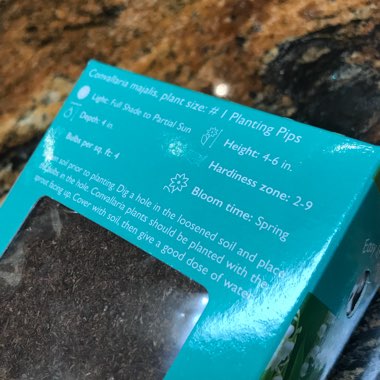 Convallaria majalis, plant size: # 1 Planting Pips
Light: Full Shade to Partial Sun
Depth: 4 in.
Bulbs per sq. ft: 4
Height: 4-6 in.
Hardiness zone: 2-9
Bloom time: Spring
soil prior to planting. Dig a hole in the loosened soil and place
bulbs in the hole. Convallaria plants should be planted with the
sprout facing up. Cover with soil, then give a good dose of water
Easy